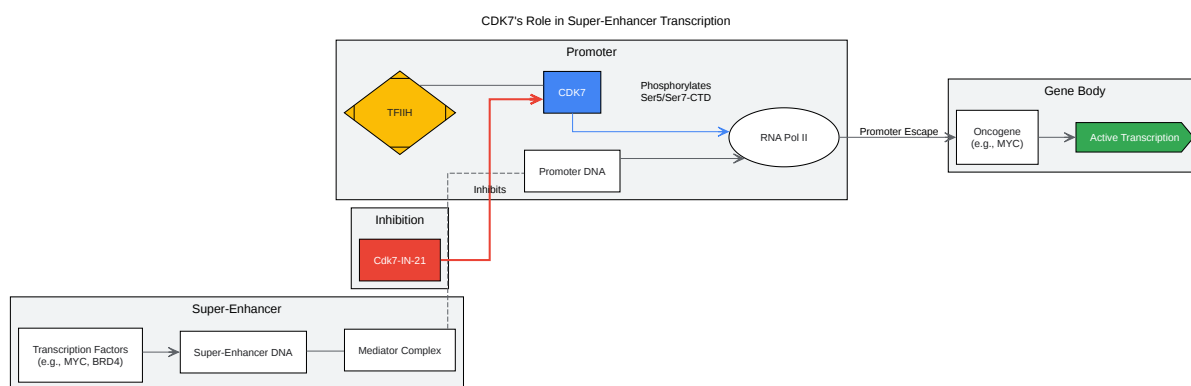 CDK7's Role in Super-Enhancer Transcription
Promoter
TFIIH
CDK7
Phosphorylates
Ser5/Ser7-CTD
RNA Pol II
Promoter DNA
Inhibits
Promoter Escape
Gene Body
Oncogene
(e.g., MYC)
Active Transcription
Inhibition
Cdk7-IN-21
Super-Enhancer
Transcription Factors
(e.g., MYC, BRD4)
Super-Enhancer DNA
Mediator Complex